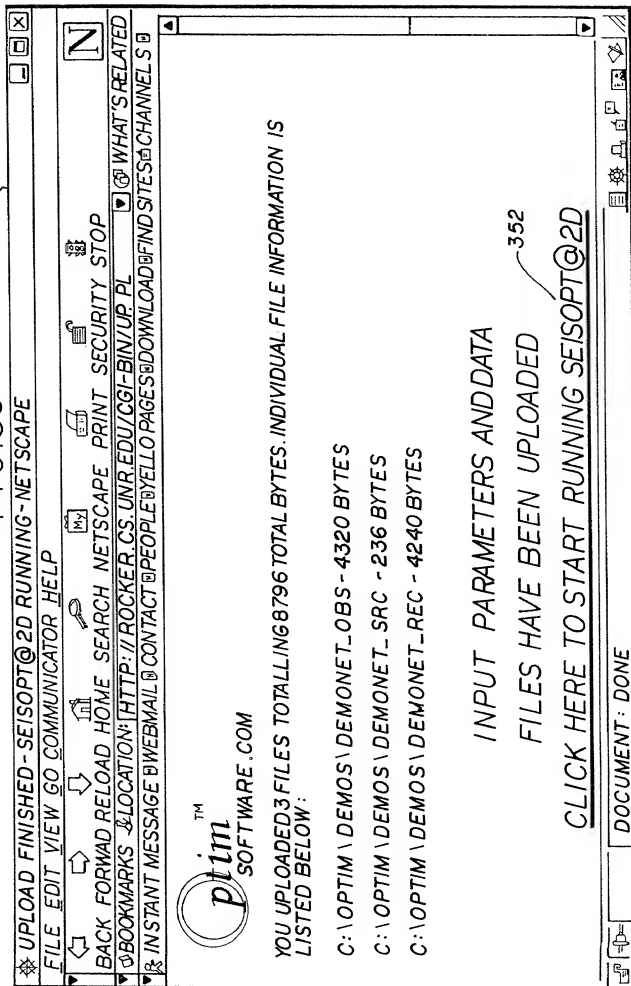 UPLOAD FINISHED-SEISOPT@2D RUNNING-NETSCAPE
FILE EDIT VIEW GO COMMUNICATOR HELP
My
N
BACK FORWAD RELOAD HOME SEARCH NETSCAPE PRINT SECURITY STOP
BOOKMARKS LOCATION: HTTP://ROCKER.CS.UNR.EDU/CGI-BIN/UP.PL WHAT'S RELATED
INSTANT MESSAGE WEBMAIL CONTACT PEOPLE YELLO PAGES DOWNLOAD FIND SITES CHANNELS
Optim TM
SOFTWARE.COM
YOU UPLOADED 3 FILES TOTALLING 8796 TOTAL BYTES. INDIVIDUAL FILE INFORMATION IS
LISTED BELOW:
C:\OPTIM\DEMOS\DEMONET_OBS-4320 BYTES
C:\OPTIM\DEMOS\DEMONET_SRC -236 BYTES
C:\OPTIM\DEMOS\DEMONET_REC - 4240 BYTES
INPUT PARAMETERS AND DATA
FILES HAVE BEEN UPLOADED
352
CLICK HERE TO START RUNNING SEISOPT@2D
DOCUMENT: DONE